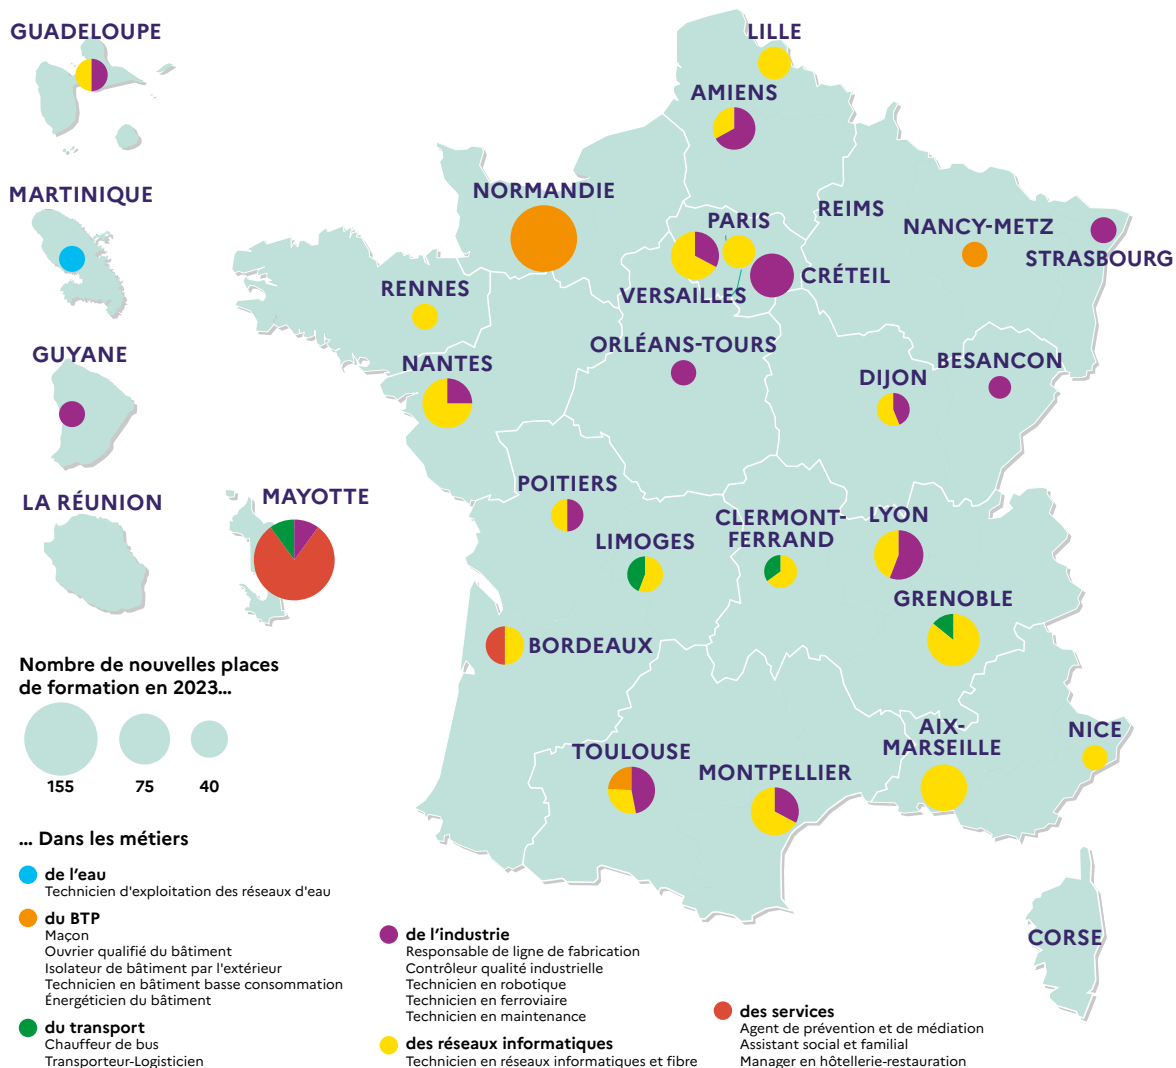 GUADELOUPE
LILLE
AMIENS
MARTINIQUE
NORMANDIE
PARIS
REIMS
NANCY-METZ
STRASBOURG
CRÉTEIL
VERSAILLES
RENNES
GUYANE
ORLÉANS-TOURS
NANTES
BESANCON
DIJON
LA RÉUNION
MAYOTTE
POITIERS
CLERMONT-
FERRAND
LYON
LIMOGES
GRENOBLE
BORDEAUX
AIX-
MARSEILLE
NICE
TOULOUSE
MONTPELLIER
CORSE
Nombre de nouvelles places
de formation en 2023...
155
75
40
... Dans les métiers
de l'eau
Technicien d'exploitation des réseaux d'eau
du BTP
Maçon
Ouvrier qualifié du bâtiment
Isolateur de bâtiment par l'extérieur
Technicien en bâtiment basse consommation
Énergéticien du bâtiment
du transport
Chauffeur de bus
Transporteur-Logisticien
de l'industrie
Responsable de ligne de fabrication
Contrôleur qualité industrielle
Technicien en robotique
Technicien en ferroviaire
Technicien en maintenance
des réseaux informatiques
Technicien en réseaux informatiques et fibre
des services
Agent de prévention et de médiation
Assistant social et familial
Manager en hôtellerie-restauration